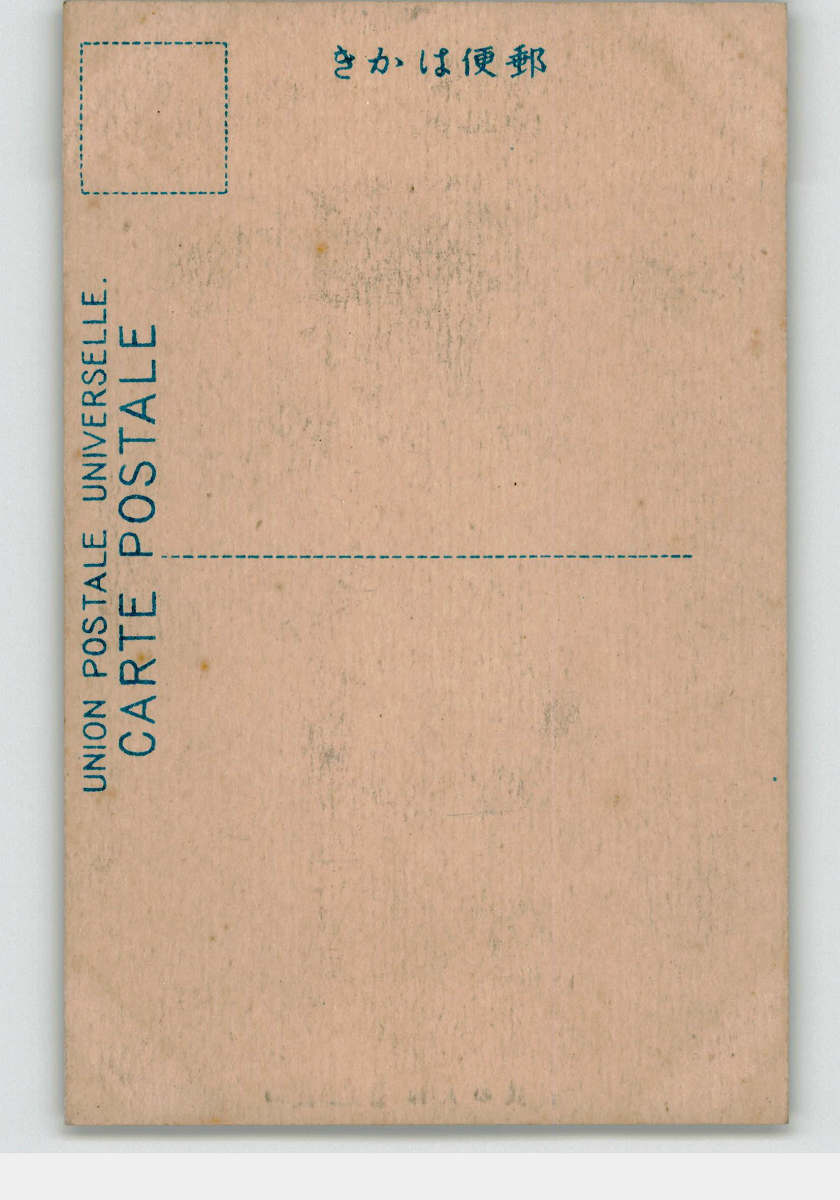 きかは便郵
UNION POSTALE UNIVERSELLE.
CARTE POSTALE